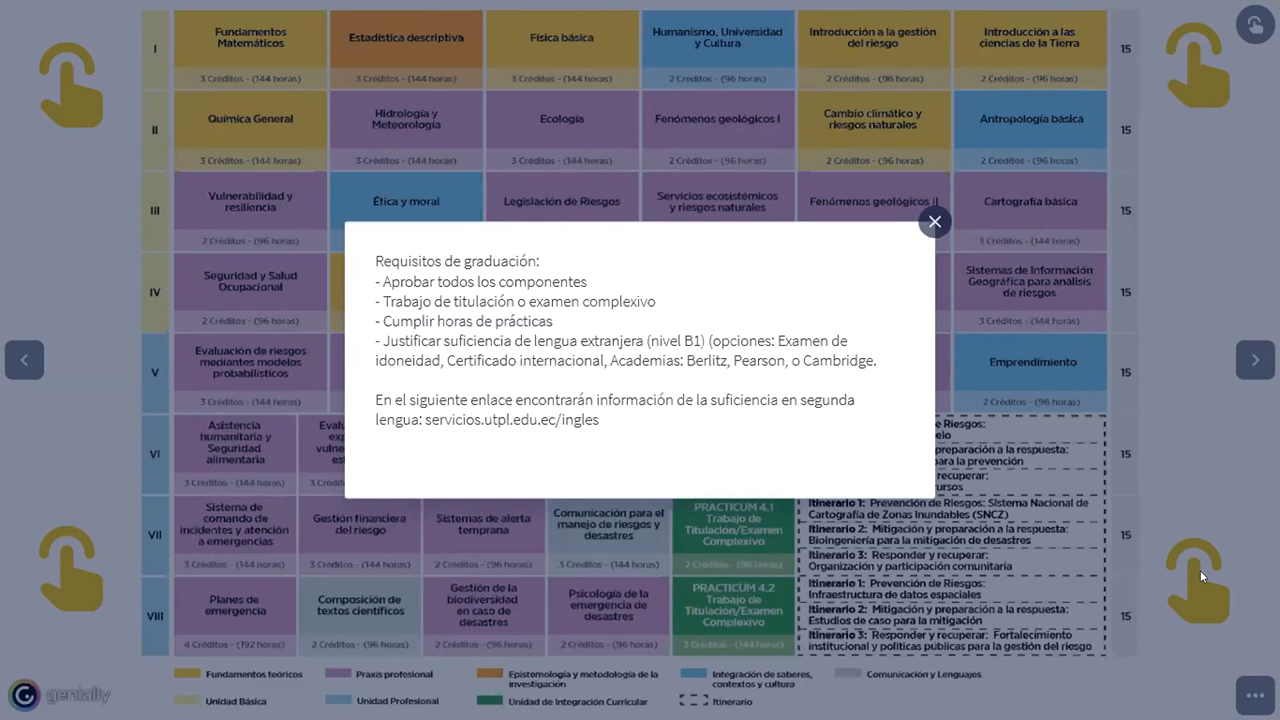 I
Fundamentos
Matemáticos
3 Créditos - (144 horas)
Estadística descriptiva
3 Créditos - (144 horas)
Física básica
3 Créditos - (144 horas)
Humanismo, Universidad
y Cultura
2 Créditos - (96 horas)
Introducción a la gestión
del riesgo
2 Créditos - (96 horas)
Introducción a las
ciencias de la Tierra
2 Créditos - (96 horas)
15
II
Química General
3 Créditos - (144 horas)
Hidrología y
Meteorología
3 Créditos - (144 horas)
Ecología
3 Créditos - (144 horas)
Fenómenos geológicos I
2 Créditos - (96 horas)
Cambio climático y
riesgos naturales
2 Créditos - (96 horas)
Antropología básica
2 Créditos - (96 horas)
15
III
Vulnerabilidad y
resiliencia
2 Créditos - (96 horas)
Ética y moral
Legislación de Riesgos
Servicios ecosistémicos
y riesgos naturales
Fenómenos geológicos II
Cartografía básica
3 Créditos - (144 horas)
15
Requisitos de graduación:
- Aprobar todos los componentes
- Trabajo de titulación o examen complexivo
- Cumplir horas de prácticas
- Justificar suficiencia de lengua extranjera (nivel B1) (opciones: Examen de
idoneidad, Certificado internacional, Academias: Berlitz, Pearson, o Cambridge.
En el siguiente enlace encontrarán información de la suficiencia en segunda
lengua: servicios.utpl.edu.ec/ingles
IV
Seguridad y Salud
Ocupacional
2 Créditos - (96 horas)
Sistemas de Información
Geográfica para análisis
de riesgos
3 Créditos - (144 horas)
15
V
Evaluación de riesgos
mediantes modelos
probabilísticos
3 Créditos - (144 horas)
Emprendimiento
2 Créditos - (96 horas)
15
VI
Asistencia
humanitaria y
Seguridad
alimentaria
3 Créditos - (144 horas)
e Riesgos:
elo
preparación a la respuesta:
para la prevención
ecuperar:
cursos
15
VII
Sistema de
comando de
incidentes y atención
a emergencias
3 Créditos - (144 horas)
Gestión financiera
del riesgo
3 Créditos - (144 horas)
Sistemas de alerta
temprana
2 Créditos - (96 horas)
Comunicación para el
manejo de riesgos y
desastres
3 Créditos - (144 horas)
PRACTICUM 4.1
Trabajo de
Titulación/Examen
Complexivo
2 Créditos - (96 horas)
Itinerario 1: Prevención de Riesgos: Sistema Nacional de
Cartografía de Zonas Inundables (SNCZ)
Itinerario 2: Mitigación y preparación a la respuesta:
Bioingeniería para la mitigación de desastres
Itinerario 3: Responder y recuperar:
Organización y participación comunitaria
15
VIII
Planes de
emergencia
4 Créditos - (192 horas)
Composición de
textos científicos
2 Créditos - (96 horas)
Gestión de la
biodiversidad
en caso de
desastres
2 Créditos - (96 horas)
Psicología de la
emergencia de
desastres
2 Créditos - (96 horas)
PRACTICUM 4.2
Trabajo de
Titulación/Examen
Complexivo
3 Créditos - (144 horas)
Itinerario 1: Prevención de Riesgos:
Infraestructura de datos espaciales
Itinerario 2: Mitigación y preparación a la respuesta:
Estudios de caso para la mitigación
Itinerario 3: Responder y recuperar: Fortalecimiento
institucional y políticas públicas para la gestión del riesgo
15
Fundamentos teóricos
Praxis profesional
Epistemología y metodología de la
investigación
Integración de saberes,
contextos y cultura
Comunicación y Lenguajes
Unidad Básica
Unidad Profesional
Unidad de Integración Curricular
Itinerario
genially